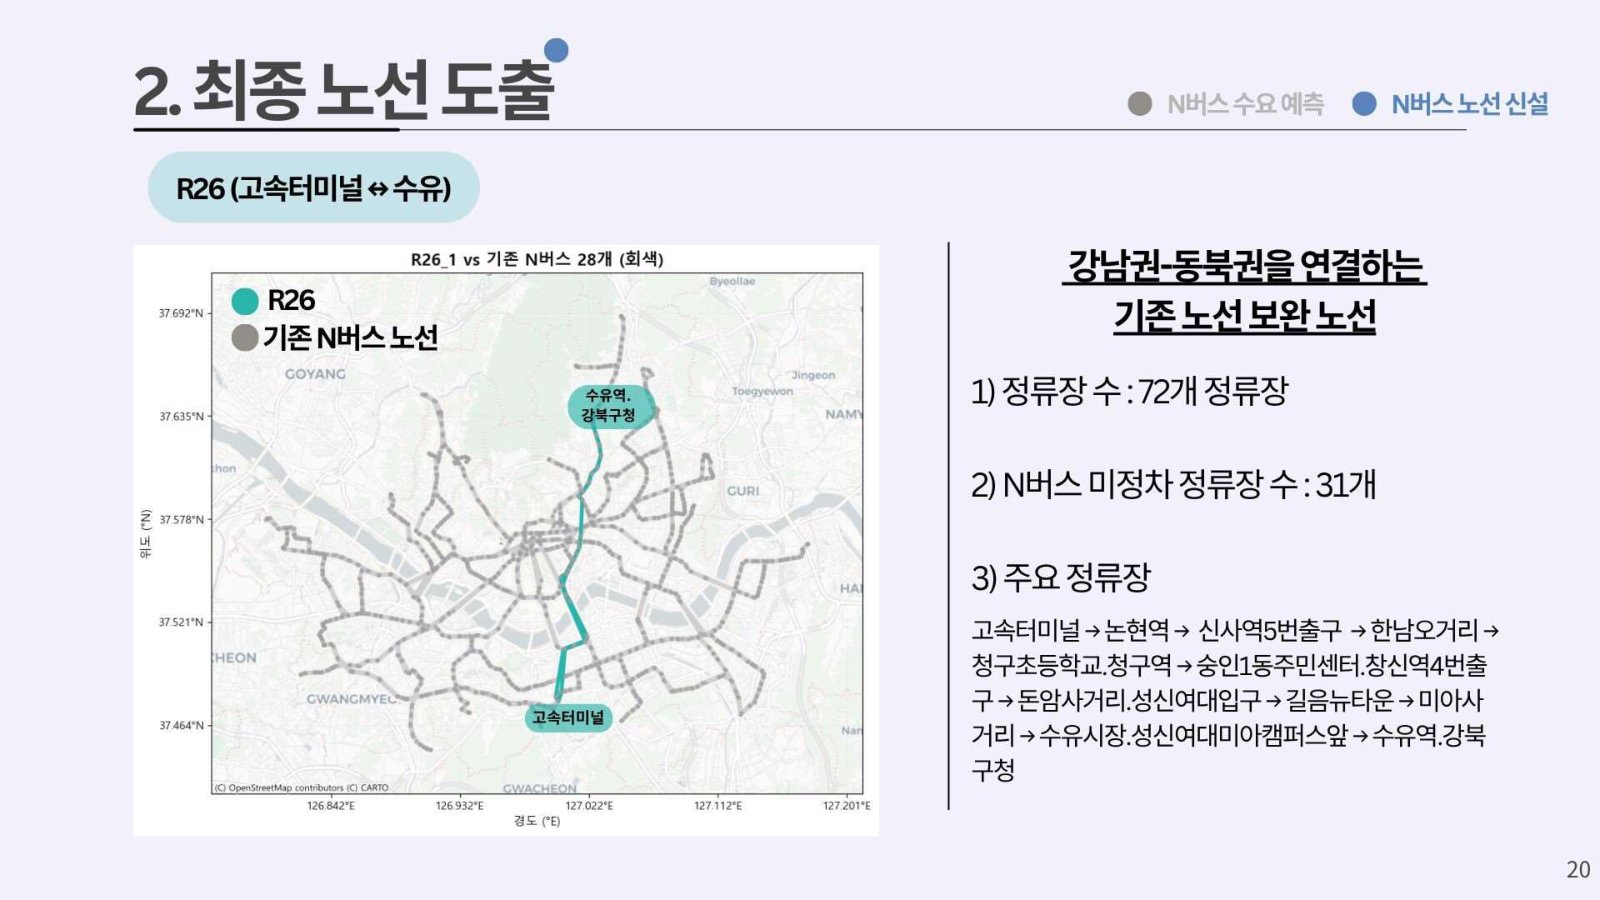 2. 최종 노선 도출
N버스 수요 예측
N버스 노선 신설
R26 (고속터미널 ↔ 수유)
R26_1 vs 기존 N버스 28개 (회색)
R26
기존 N버스 노선
Byeollae
37.692°N
GOYANG
Jingeon
Toegyewon
수유역.
강북구청
37.635°N
NAMY
hon
GURI
37.578°N
위도 (°N)
HAI
37.521°N
HEON
GWANGMYEC
고속터미널
37.464°N
Nan
(C) OpenStreetMap contributors (C) CARTO
GWACHEON
126.842°E
126.932°E
127.022°E
127.112°E
127.201°E
경도 (°E)
강남권-동북권을 연결하는
기존 노선 보완 노선
1) 정류장 수 : 72개 정류장
2) N버스 미정차 정류장 수 : 31개
3) 주요 정류장
고속터미널 → 논현역 → 신사역5번출구 → 한남오거리 →
청구초등학교.청구역 → 숭인1동주민센터.창신역4번출
구 → 돈암사거리.성신여대입구 → 길음뉴타운 → 미아사
거리 → 수유시장.성신여대미아캠퍼스앞 → 수유역.강북
구청
20